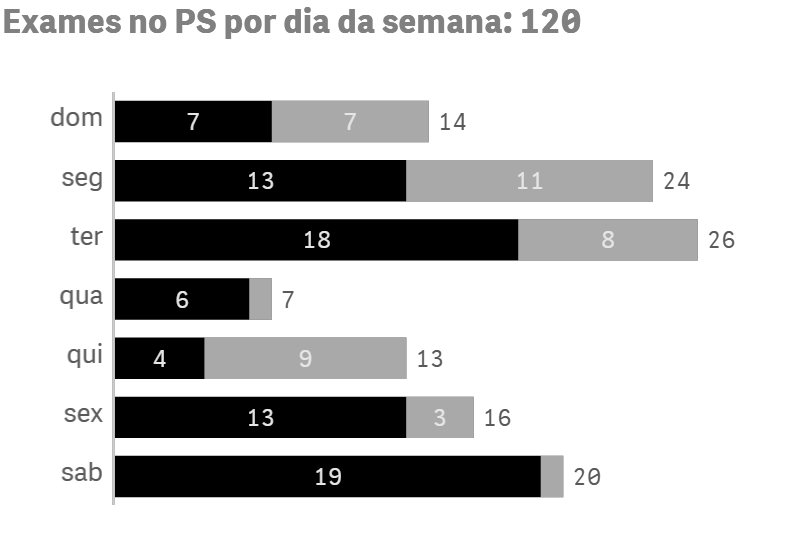 Exames no PS por dia da semana: 120
dom 7 7 14
seg 13 11 24
ter 18 8 26
qua 6 7
qui 4 9 13
sex 13 3 16
sab 19 20